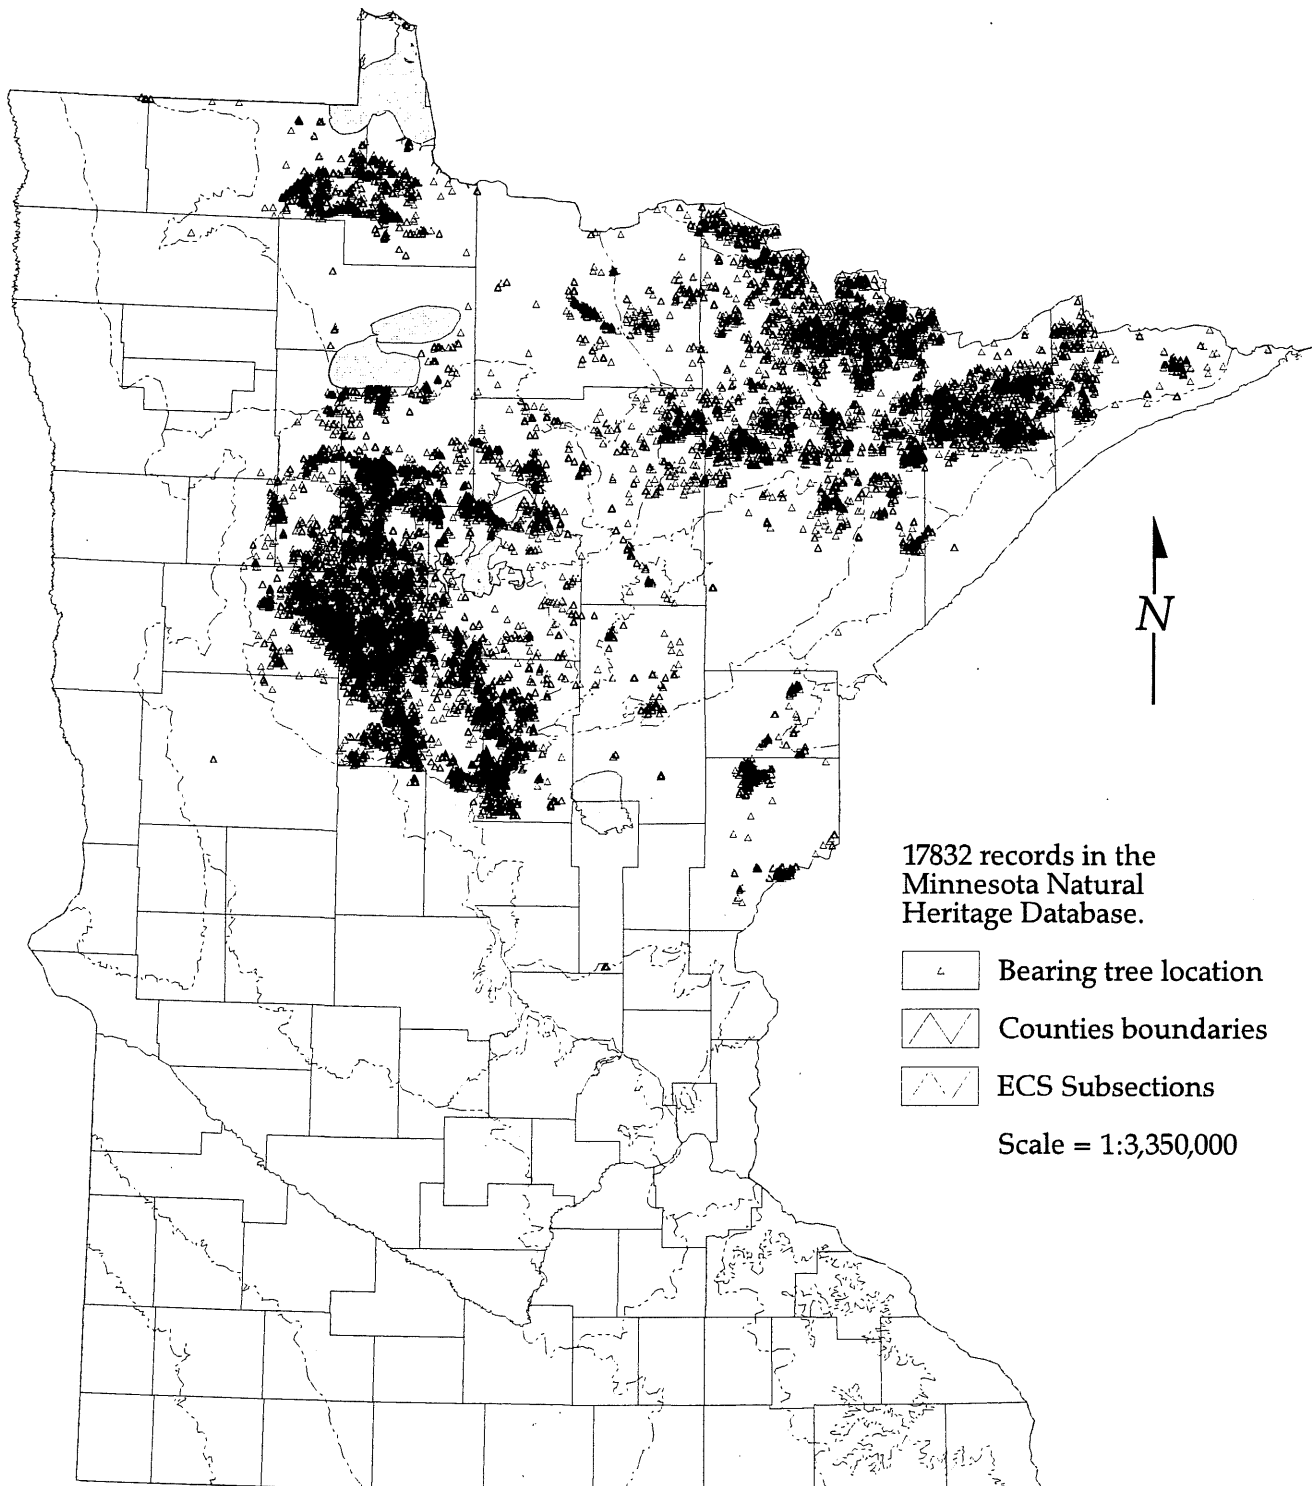 N
17832 records in the
Minnesota Natural
Heritage Database.
Bearing tree location
Counties boundaries
ECS Subsections
Scale = 1:3,350,000